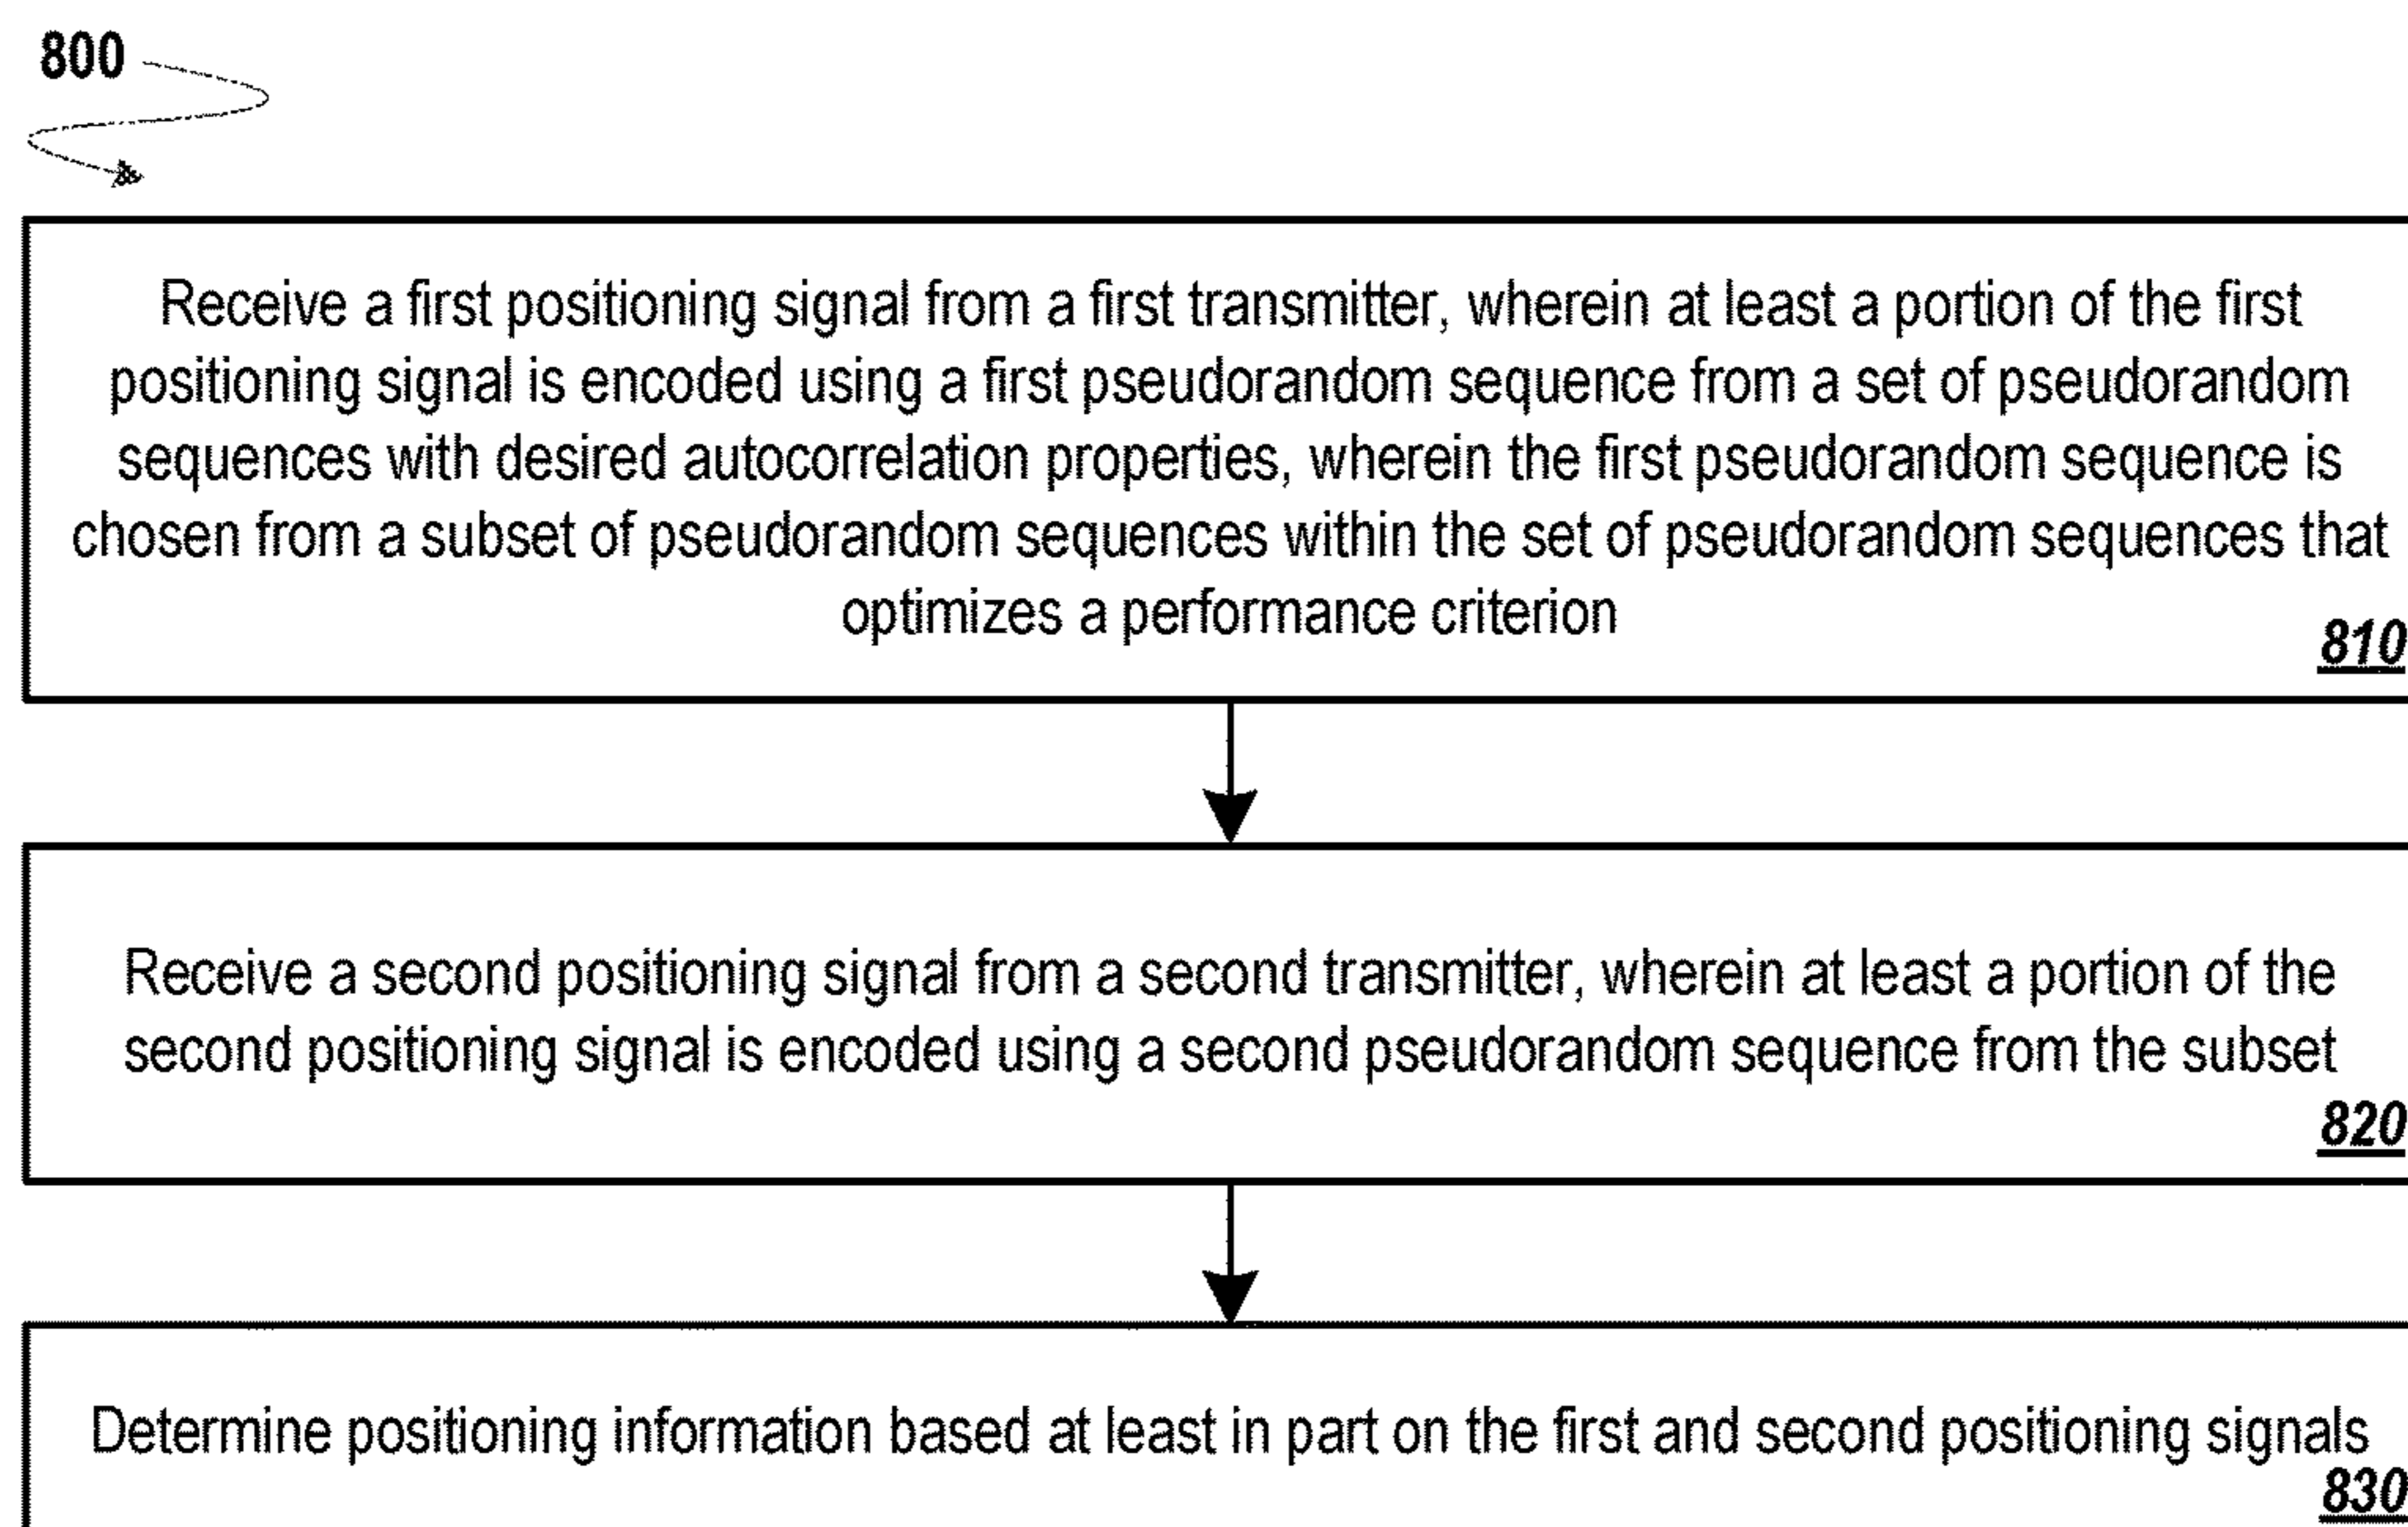 800
Receive a first positioning signal from a first transmitter, wherein at least a portion of the first
positioning signal is encoded using a first pseudorandom sequence from a set of pseudorandom
sequences with desired autocorrelation properties, wherein the first pseudorandom sequence is
chosen from a subset of pseudorandom sequences within the set of pseudorandom sequences that
optimizes a performance criterion
810
Receive a second positioning signal from a second transmitter, wherein at least a portion of the
second positioning signal is encoded using a second pseudorandom sequence from the subset
820
Determine positioning information based at least in part on the first and second positioning signals
830